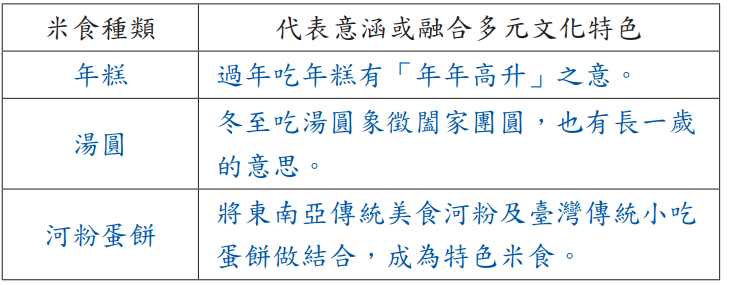 米食種類 代表意涵或融合多元文化特色
年糕 過年吃年糕有「年年高升」之意。
湯圓 冬至吃湯圓象徵闔家團圓，也有長一歲
的意思。
河粉蛋餅 將東南亞傳統美食河粉及臺灣傳統小吃
蛋餅做結合，成為特色米食。